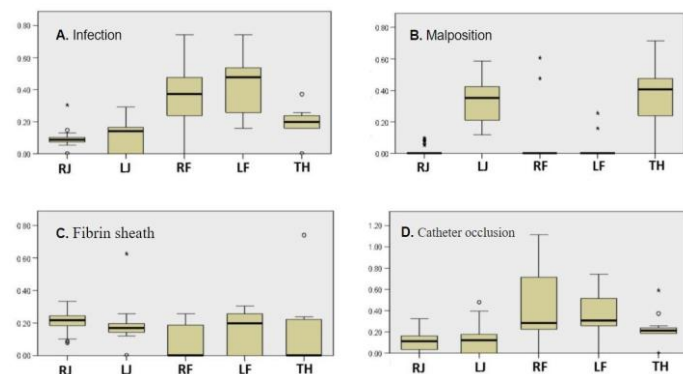 A. Infection
0.80
0.60
0.40
0.20
0.00
RJ LJ RF LF TH
B. Malposition
0.80
0.60
0.40
0.20
0.00
RJ LJ RF LF TH
C. Fibrin sheath
0.80
0.60
0.40
0.20
0.00
RJ LJ RF LF TH
D. Catheter occlusion
1.20
1.00
0.80
0.60
0.40
0.20
0.00
RJ LJ RF LF TH